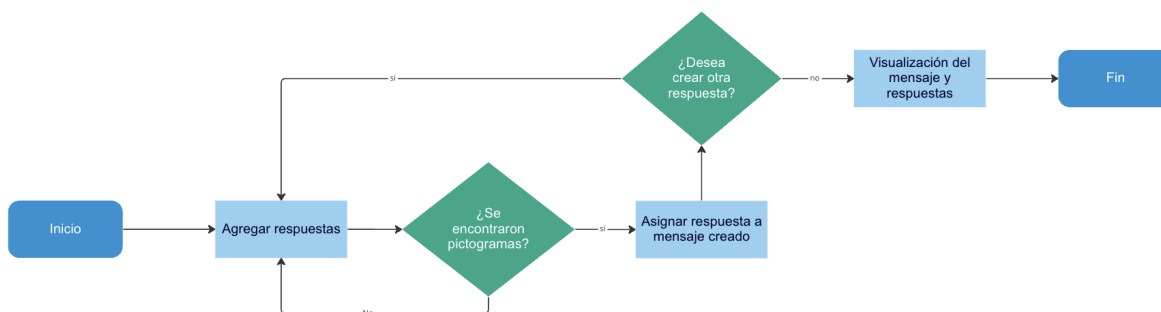 ¿Desea
crear otra
respuesta?
si
no
Visualización del
mensaje y
respuestas
Fin
Inicio
Agregar respuestas
¿Se
encontraron
pictogramas?
si
Asignar respuesta a
mensaje creado
No